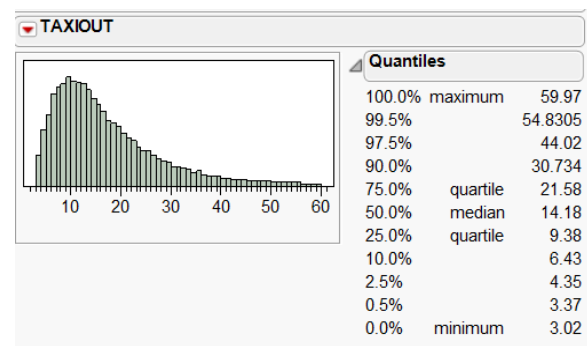 TAXIOUT
10 20 30 40 50 60
Quantiles
100.0% maximum 59.97
99.5% 54.8305
97.5% 44.02
90.0% 30.734
75.0% quartile 21.58
50.0% median 14.18
25.0% quartile 9.38
10.0% 6.43
2.5% 4.35
0.5% 3.37
0.0% minimum 3.02